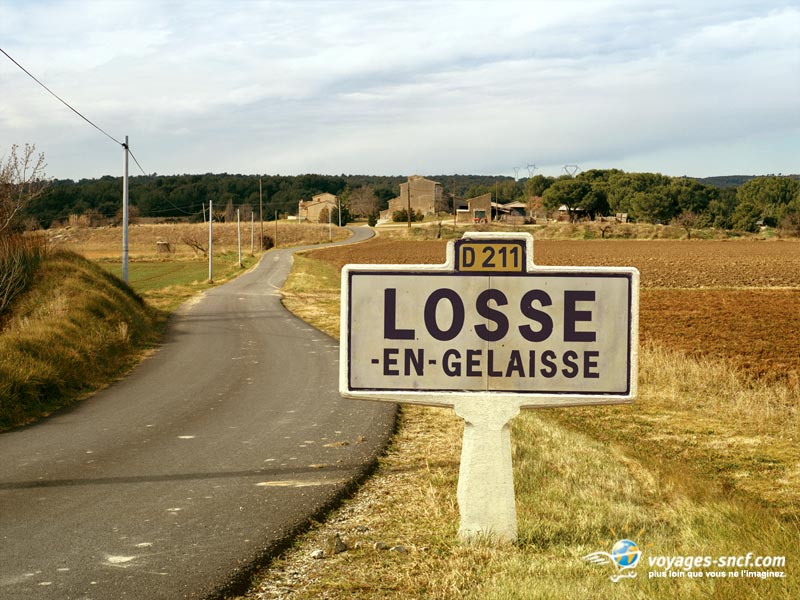 D 211
LOSSE
-EN-GELAISSE
voyages-sncf.com
plus loin que vous ne l'imaginez.